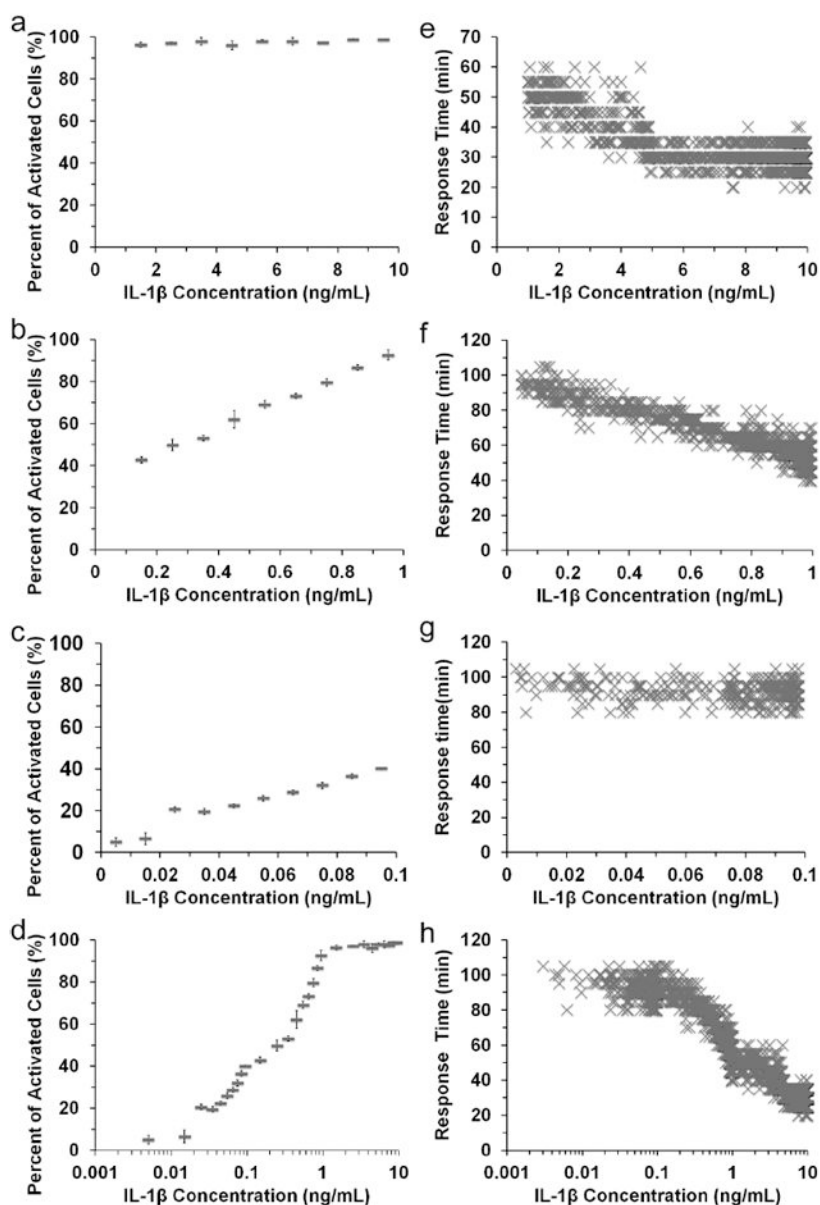 a
Percent of Activated Cells (%)
100
80
60
40
20
0
0 2 4 6 8 10
IL-1β Concentration (ng/mL)
e
Response Time (min)
70
60
50
40
30
20
10
0
0 2 4 6 8 10
IL-1β Concentration (ng/mL)
b
Percent of Activated Cells (%)
100
80
60
40
20
0
0 0.2 0.4 0.6 0.8 1
IL-1β Concentration (ng/mL)
f
Response Time (min)
120
100
80
60
40
20
0
0 0.2 0.4 0.6 0.8 1
IL-1β Concentration (ng/mL)
c
Percent of Activated Cells (%)
100
80
60
40
20
0
0 0.02 0.04 0.06 0.08 0.1
IL-1β Concentration (ng/mL)
g
Response time(min)
120
100
80
60
40
20
0
0 0.02 0.04 0.06 0.08 0.1
IL-1β Concentration (ng/mL)
d
Percent of Activated Cells (%)
100
80
60
40
20
0
0.001 0.01 0.1 1 10
IL-1β Concentration (ng/mL)
h
Response Time (min)
120
100
80
60
40
20
0
0.001 0.01 0.1 1 10
IL-1β Concentration (ng/mL)